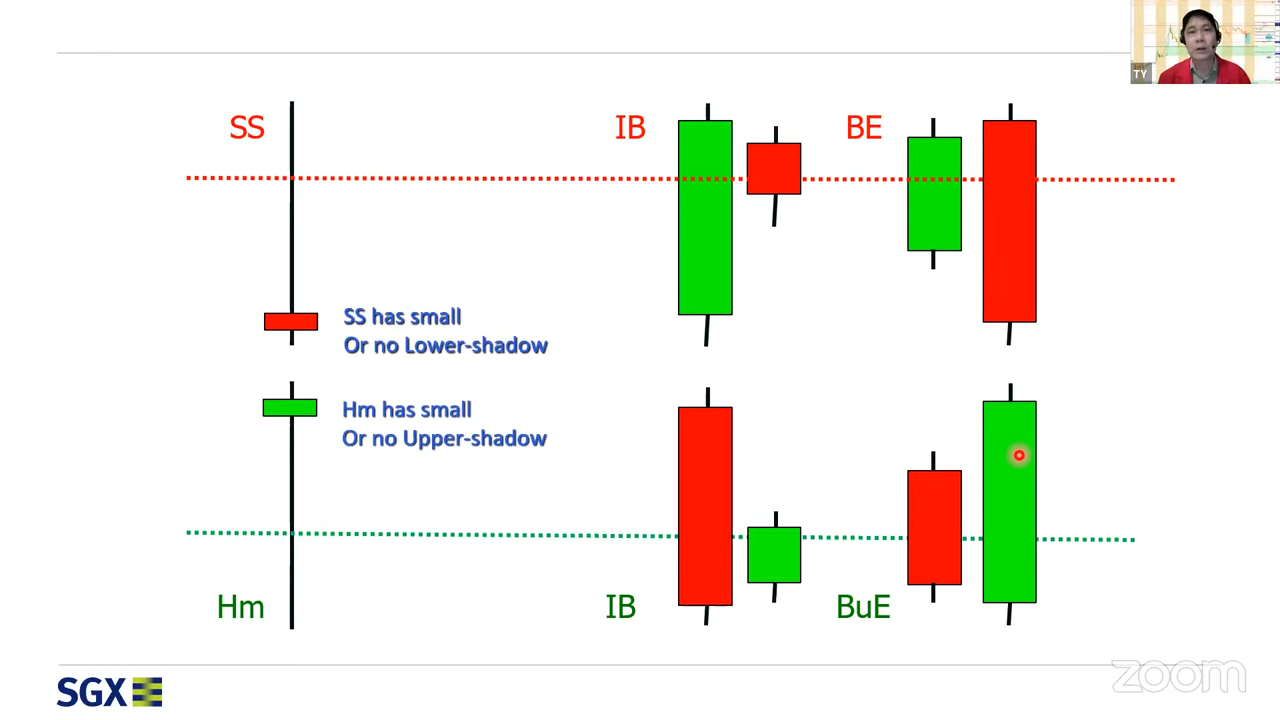 TY
SS
IB
BE
SS has small
Or no Lower-shadow
Hm has small
Or no Upper-shadow
Hm
IB
BuE
SGX
zoom